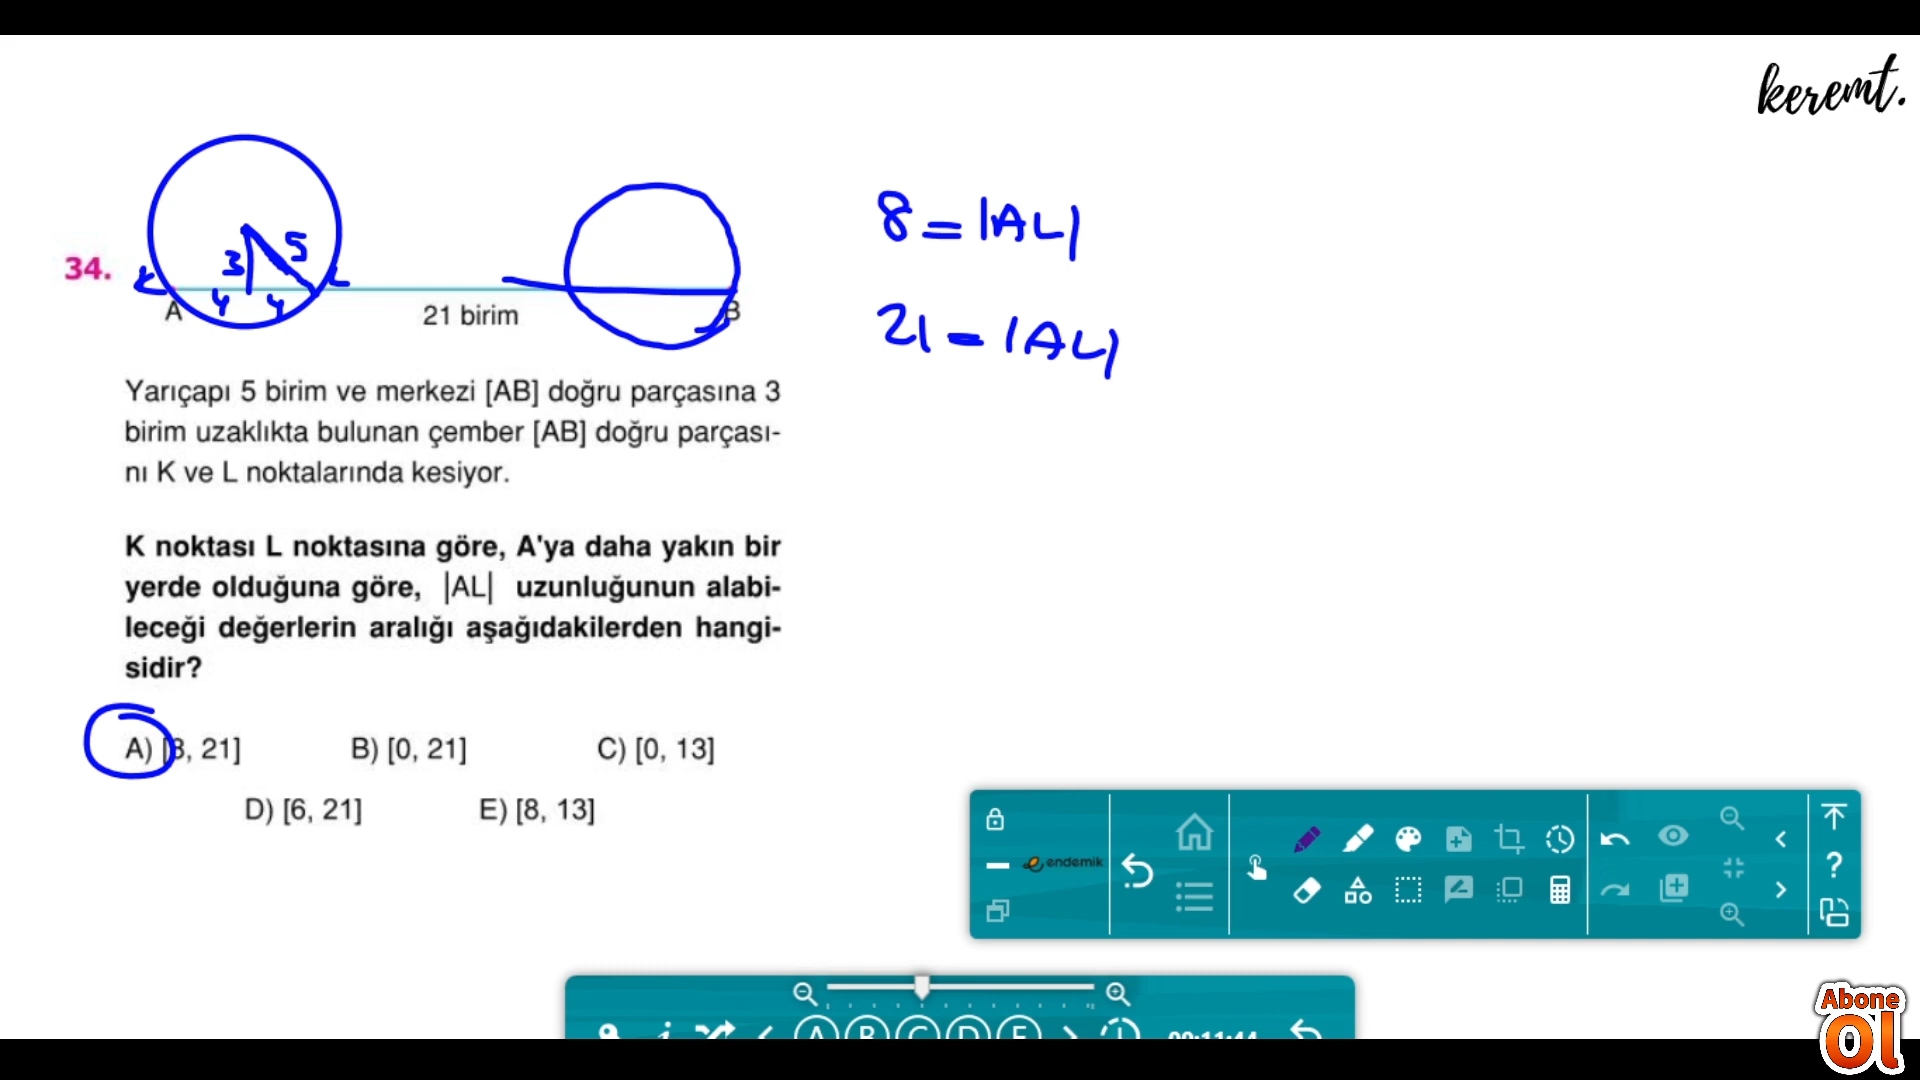 keremt.
3
5
K
L
34.
4
4
A
21 birim
B
8 = |AL|
21 = |AL|
Yarıçapı 5 birim ve merkezi [AB] doğru parçasına 3
birim uzaklıkta bulunan çember [AB] doğru parçası-
nı K ve L noktalarında kesiyor.
K noktası L noktasına göre, A'ya daha yakın bir
yerde olduğuna göre, |AL| uzunluğunun alabi-
leceği değerlerin aralığı aşağıdakilerden hangi-
sidir?
A) [8, 21] B) [0, 21] C) [0, 13]
D) [6, 21] E) [8, 13]
endemik
?
A B C D E
00:11:44
Abone
Ol